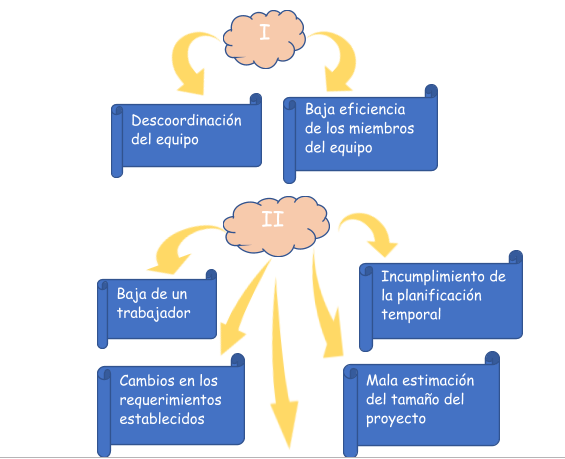 I
Descoordinación
del equipo
Baja eficiencia
de los miembros
del equipo
II
Baja de un
trabajador
Incumplimiento de
la planificación
temporal
Cambios en los
requerimientos
establecidos
Mala estimación
del tamaño del
proyecto